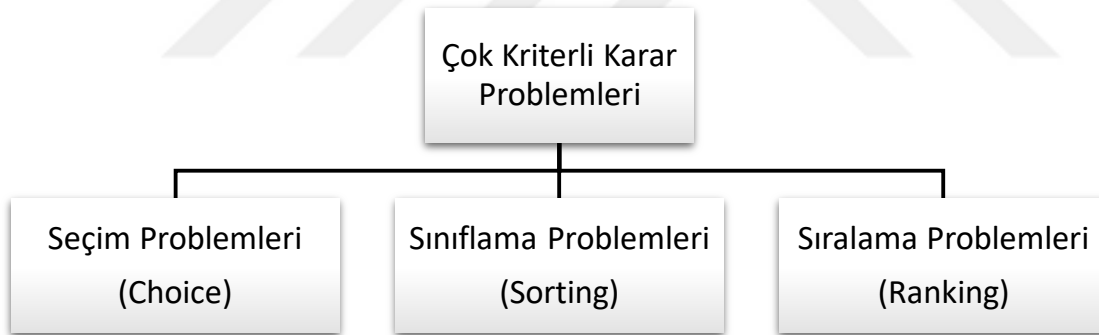 Çok Kriterli Karar
Problemleri
Seçim Problemleri
(Choice)
Sınıflama Problemleri
(Sorting)
Sıralama Problemleri
(Ranking)